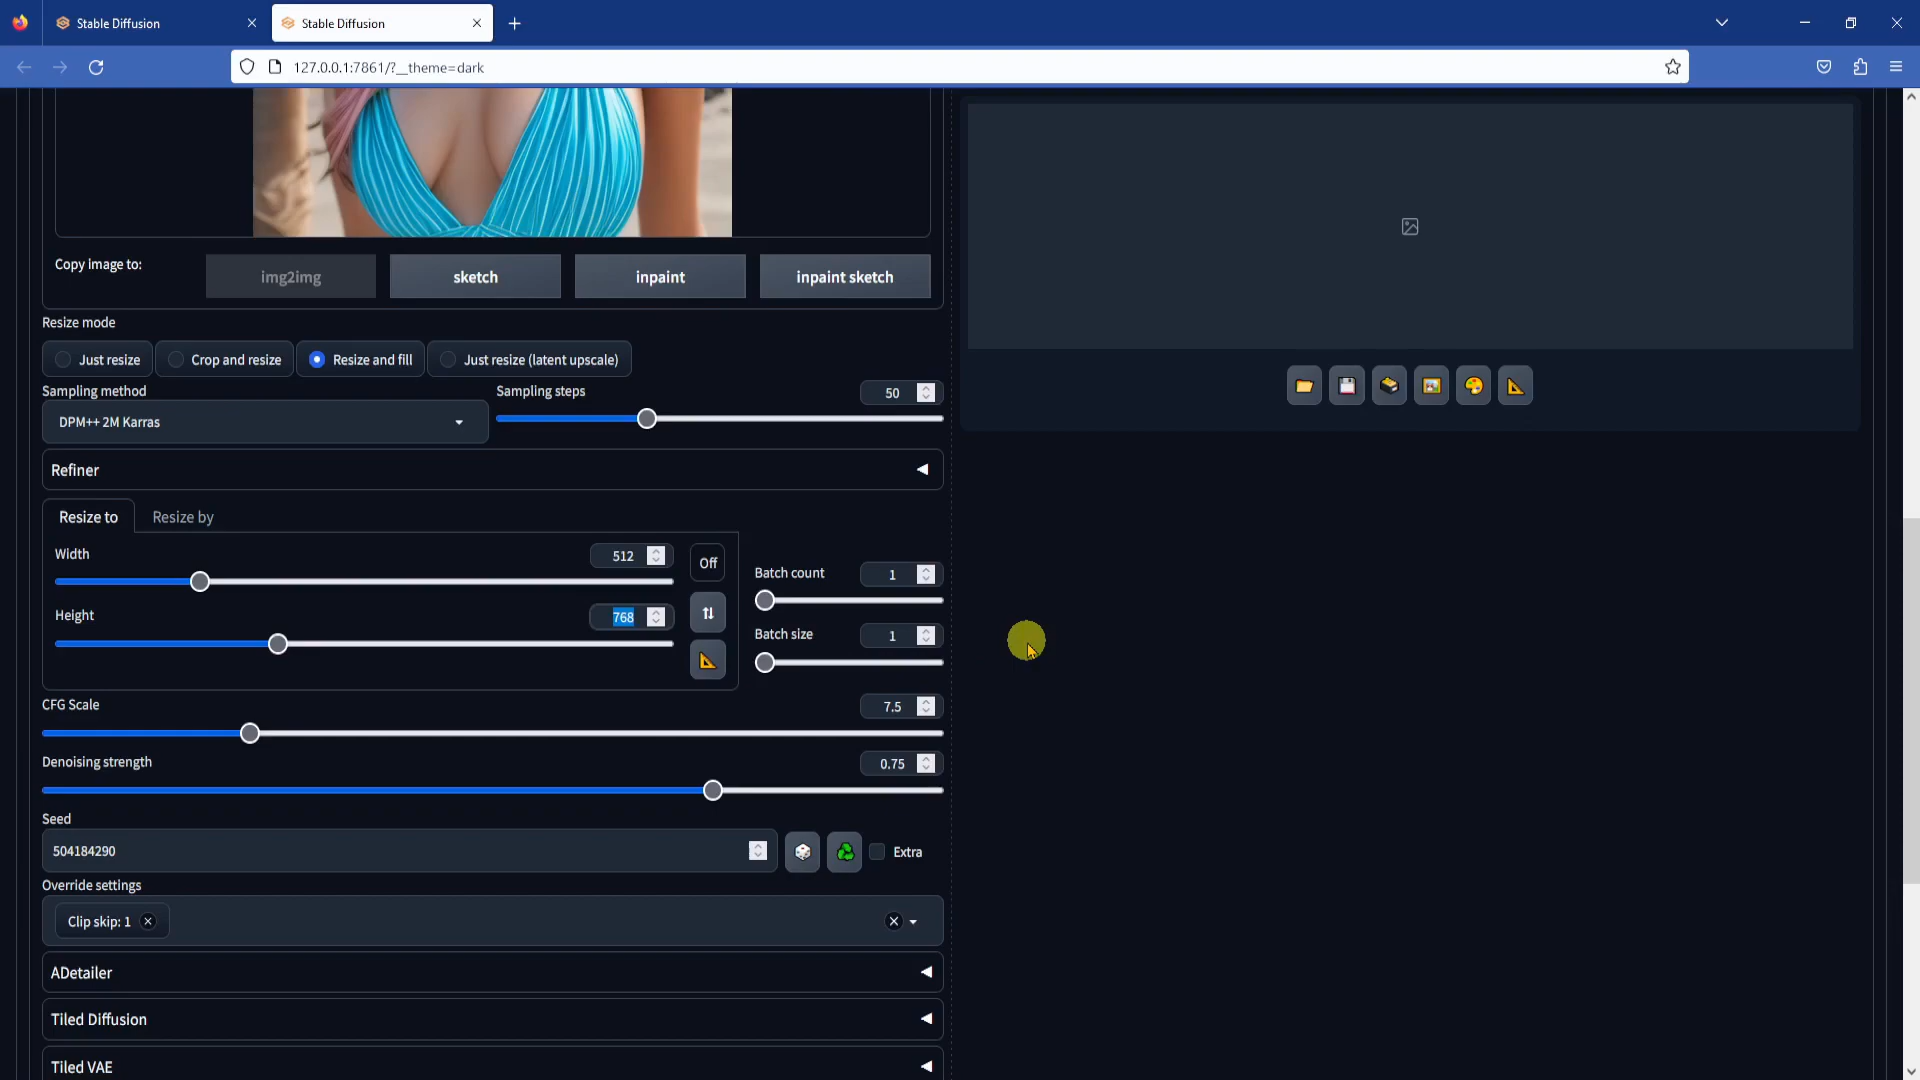 Stable Diffusion
Stable Diffusion
127.0.0.1:7861/?__theme=dark
Copy image to:
img2img
sketch
inpaint
inpaint sketch
Resize mode
Just resize
Crop and resize
Resize and fill
Just resize (latent upscale)
Sampling method
DPM++ 2M Karras
Sampling steps
50
Refiner
Resize to
Resize by
Width
512
Height
768
Off
Batch count
1
Batch size
1
CFG Scale
7.5
Denoising strength
0.75
Seed
504184290
Extra
Override settings
Clip skip: 1
ADetailer
Tiled Diffusion
Tiled VAE